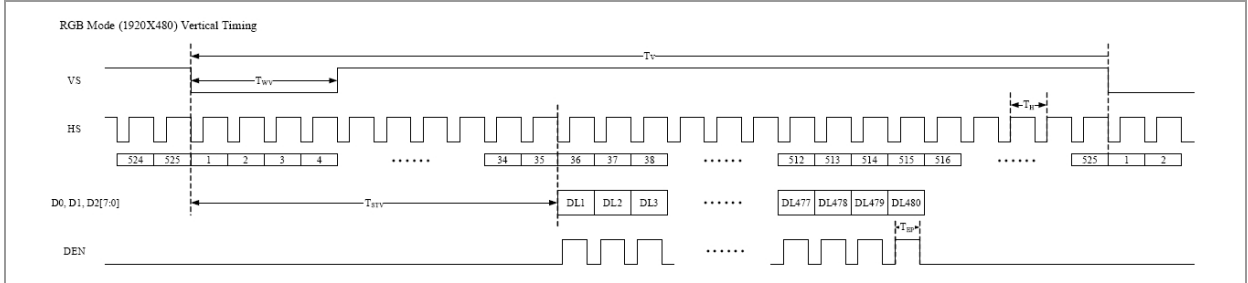 RGB Mode (1920X480) Vertical Timing
Tv
VS
Twv
TH
HS
524 525 1 2 3 4 ...... 34 35 36 37 38 ...... 512 513 514 515 516 ...... 525 1 2
D0, D1, D2[7:0] TSTV DL1 DL2 DL3 ...... DL477 DL478 DL479 DL480
TEP
DEN ......